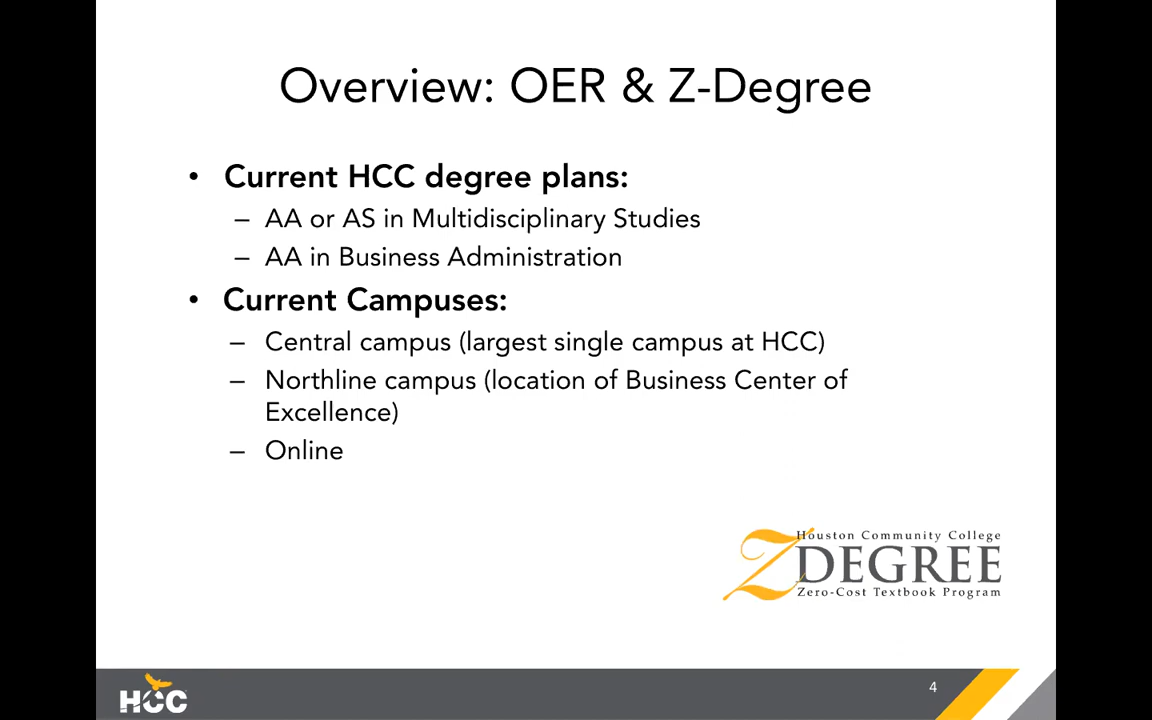 Overview: OER & Z-Degree
• Current HCC degree plans:
– AA or AS in Multidisciplinary Studies
– AA in Business Administration
• Current Campuses:
– Central campus (largest single campus at HCC)
– Northline campus (location of Business Center of
Excellence)
– Online
Houston Community College
Z DEGREE
Zero-Cost Textbook Program
HCC
4